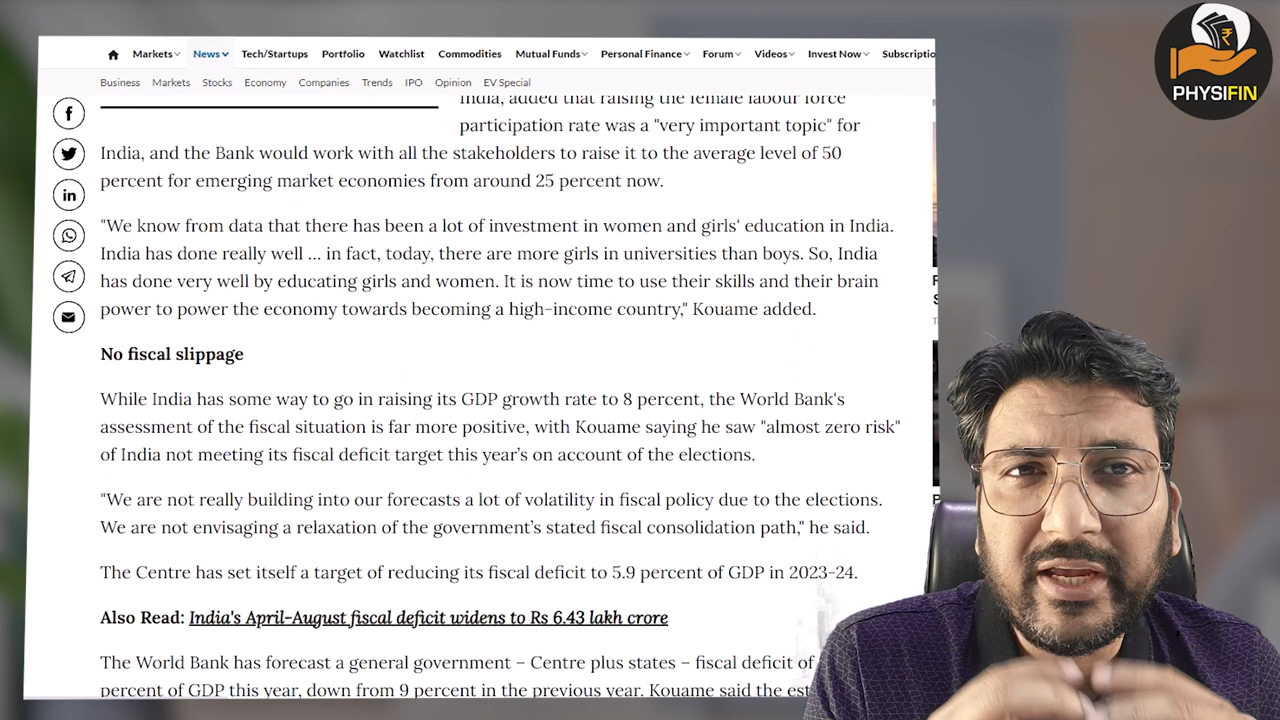 Markets News Tech/Startups Portfolio Watchlist Commodities Mutual Funds Personal Finance Forum Videos Invest Now Subscriptio
Business Markets Stocks Economy Companies Trends IPO Opinion EV Special
₹
PHYSIFIN
India, added that raising the female labour force
participation rate was a "very important topic" for
India, and the Bank would work with all the stakeholders to raise it to the average level of 50
percent for emerging market economies from around 25 percent now.
"We know from data that there has been a lot of investment in women and girls' education in India.
India has done really well ... in fact, today, there are more girls in universities than boys. So, India
has done very well by educating girls and women. It is now time to use their skills and their brain
power to power the economy towards becoming a high-income country," Kouame added.
No fiscal slippage
While India has some way to go in raising its GDP growth rate to 8 percent, the World Bank's
assessment of the fiscal situation is far more positive, with Kouame saying he saw "almost zero risk"
of India not meeting its fiscal deficit target this year's on account of the elections.
"We are not really building into our forecasts a lot of volatility in fiscal policy due to the elections.
We are not envisaging a relaxation of the government's stated fiscal consolidation path," he said.
The Centre has set itself a target of reducing its fiscal deficit to 5.9 percent of GDP in 2023-24.
Also Read: India's April-August fiscal deficit widens to Rs 6.43 lakh crore
The World Bank has forecast a general government – Centre plus states – fiscal deficit of
percent of GDP this year, down from 9 percent in the previous year. Kouame said the est